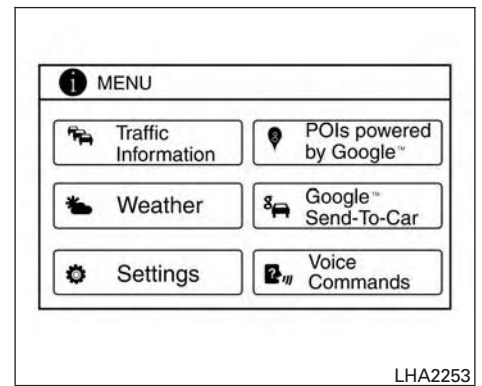 i MENU
Traffic
Information
POIs powered
by Google™
Weather
Google™
Send-To-Car
Settings
Voice
Commands
LHA2253